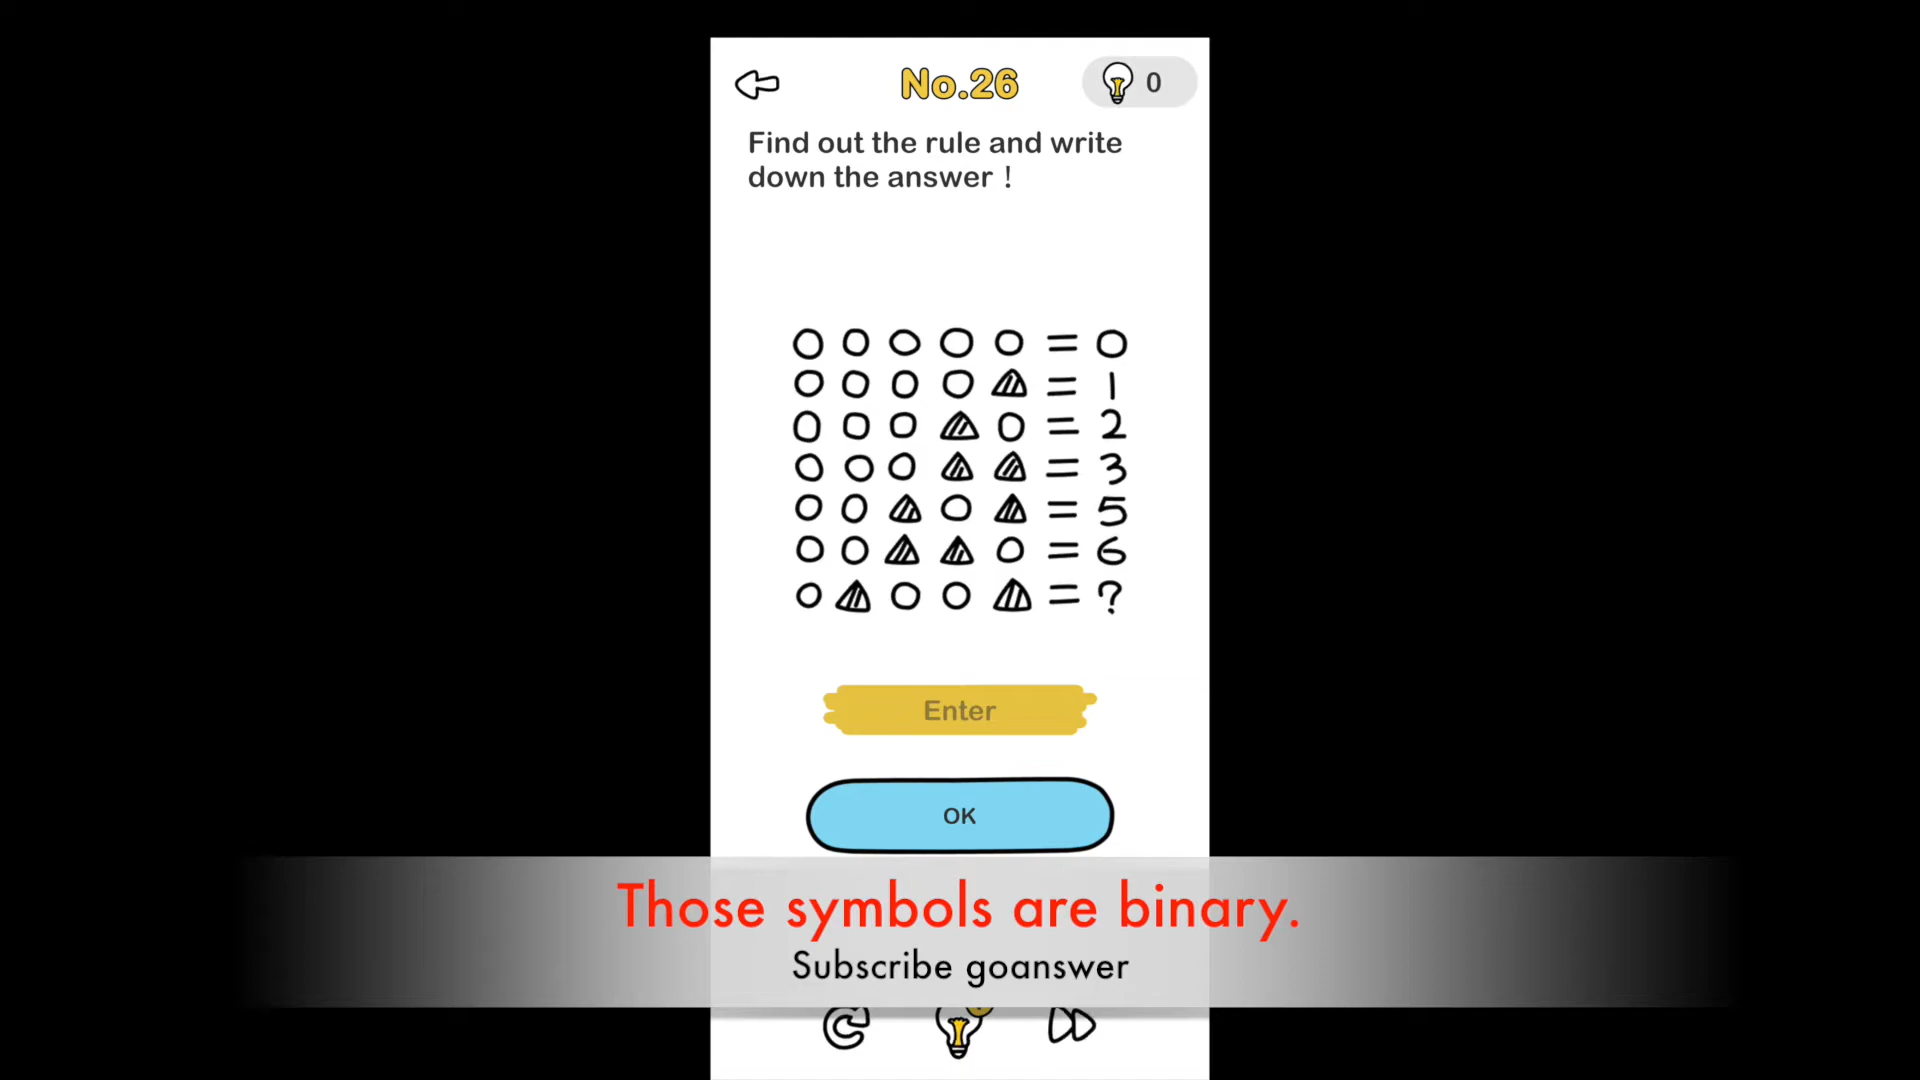 No.26
0
Find out the rule and write
down the answer !
= 0
= 1
= 2
= 3
= 5
= 6
= ?
Enter
OK
Those symbols are binary.
Subscribe goanswer